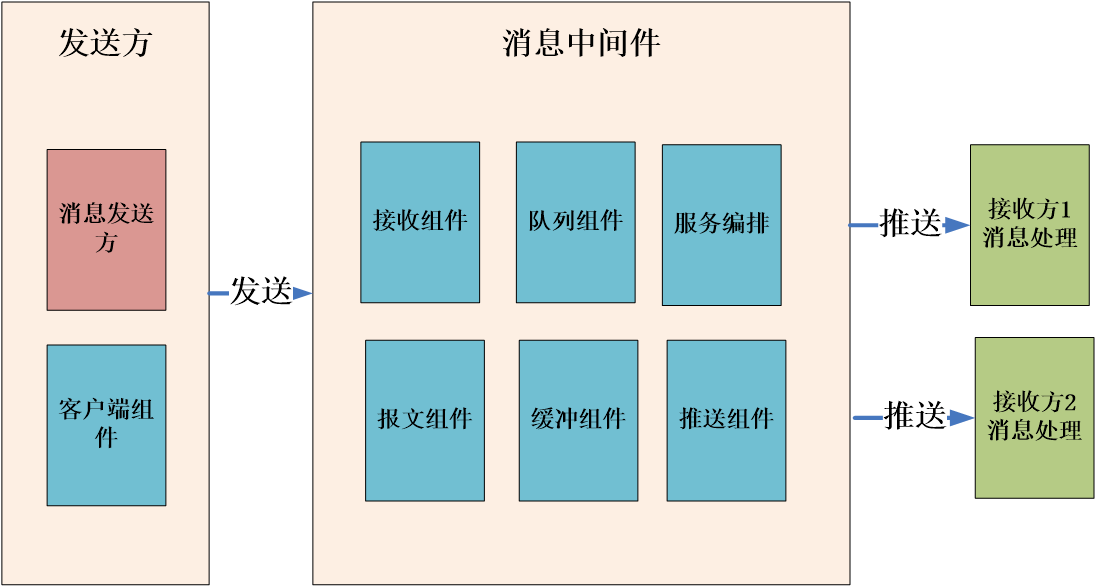 发送方
消息发送
方
客户端组
件
发送
消息中间件
接收组件
队列组件
服务编排
报文组件
缓冲组件
推送组件
推送
接收方1
消息处理
推送
接收方2
消息处理